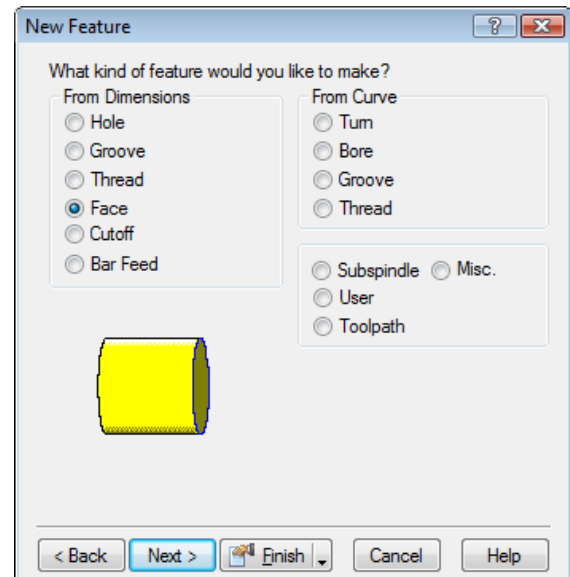 New Feature
What kind of feature would you like to make?
From Dimensions
Hole
Groove
Thread
Face
Cutoff
Bar Feed
From Curve
Turn
Bore
Groove
Thread
Subspindle Misc.
User
Toolpath
< Back Next > Finish Cancel Help